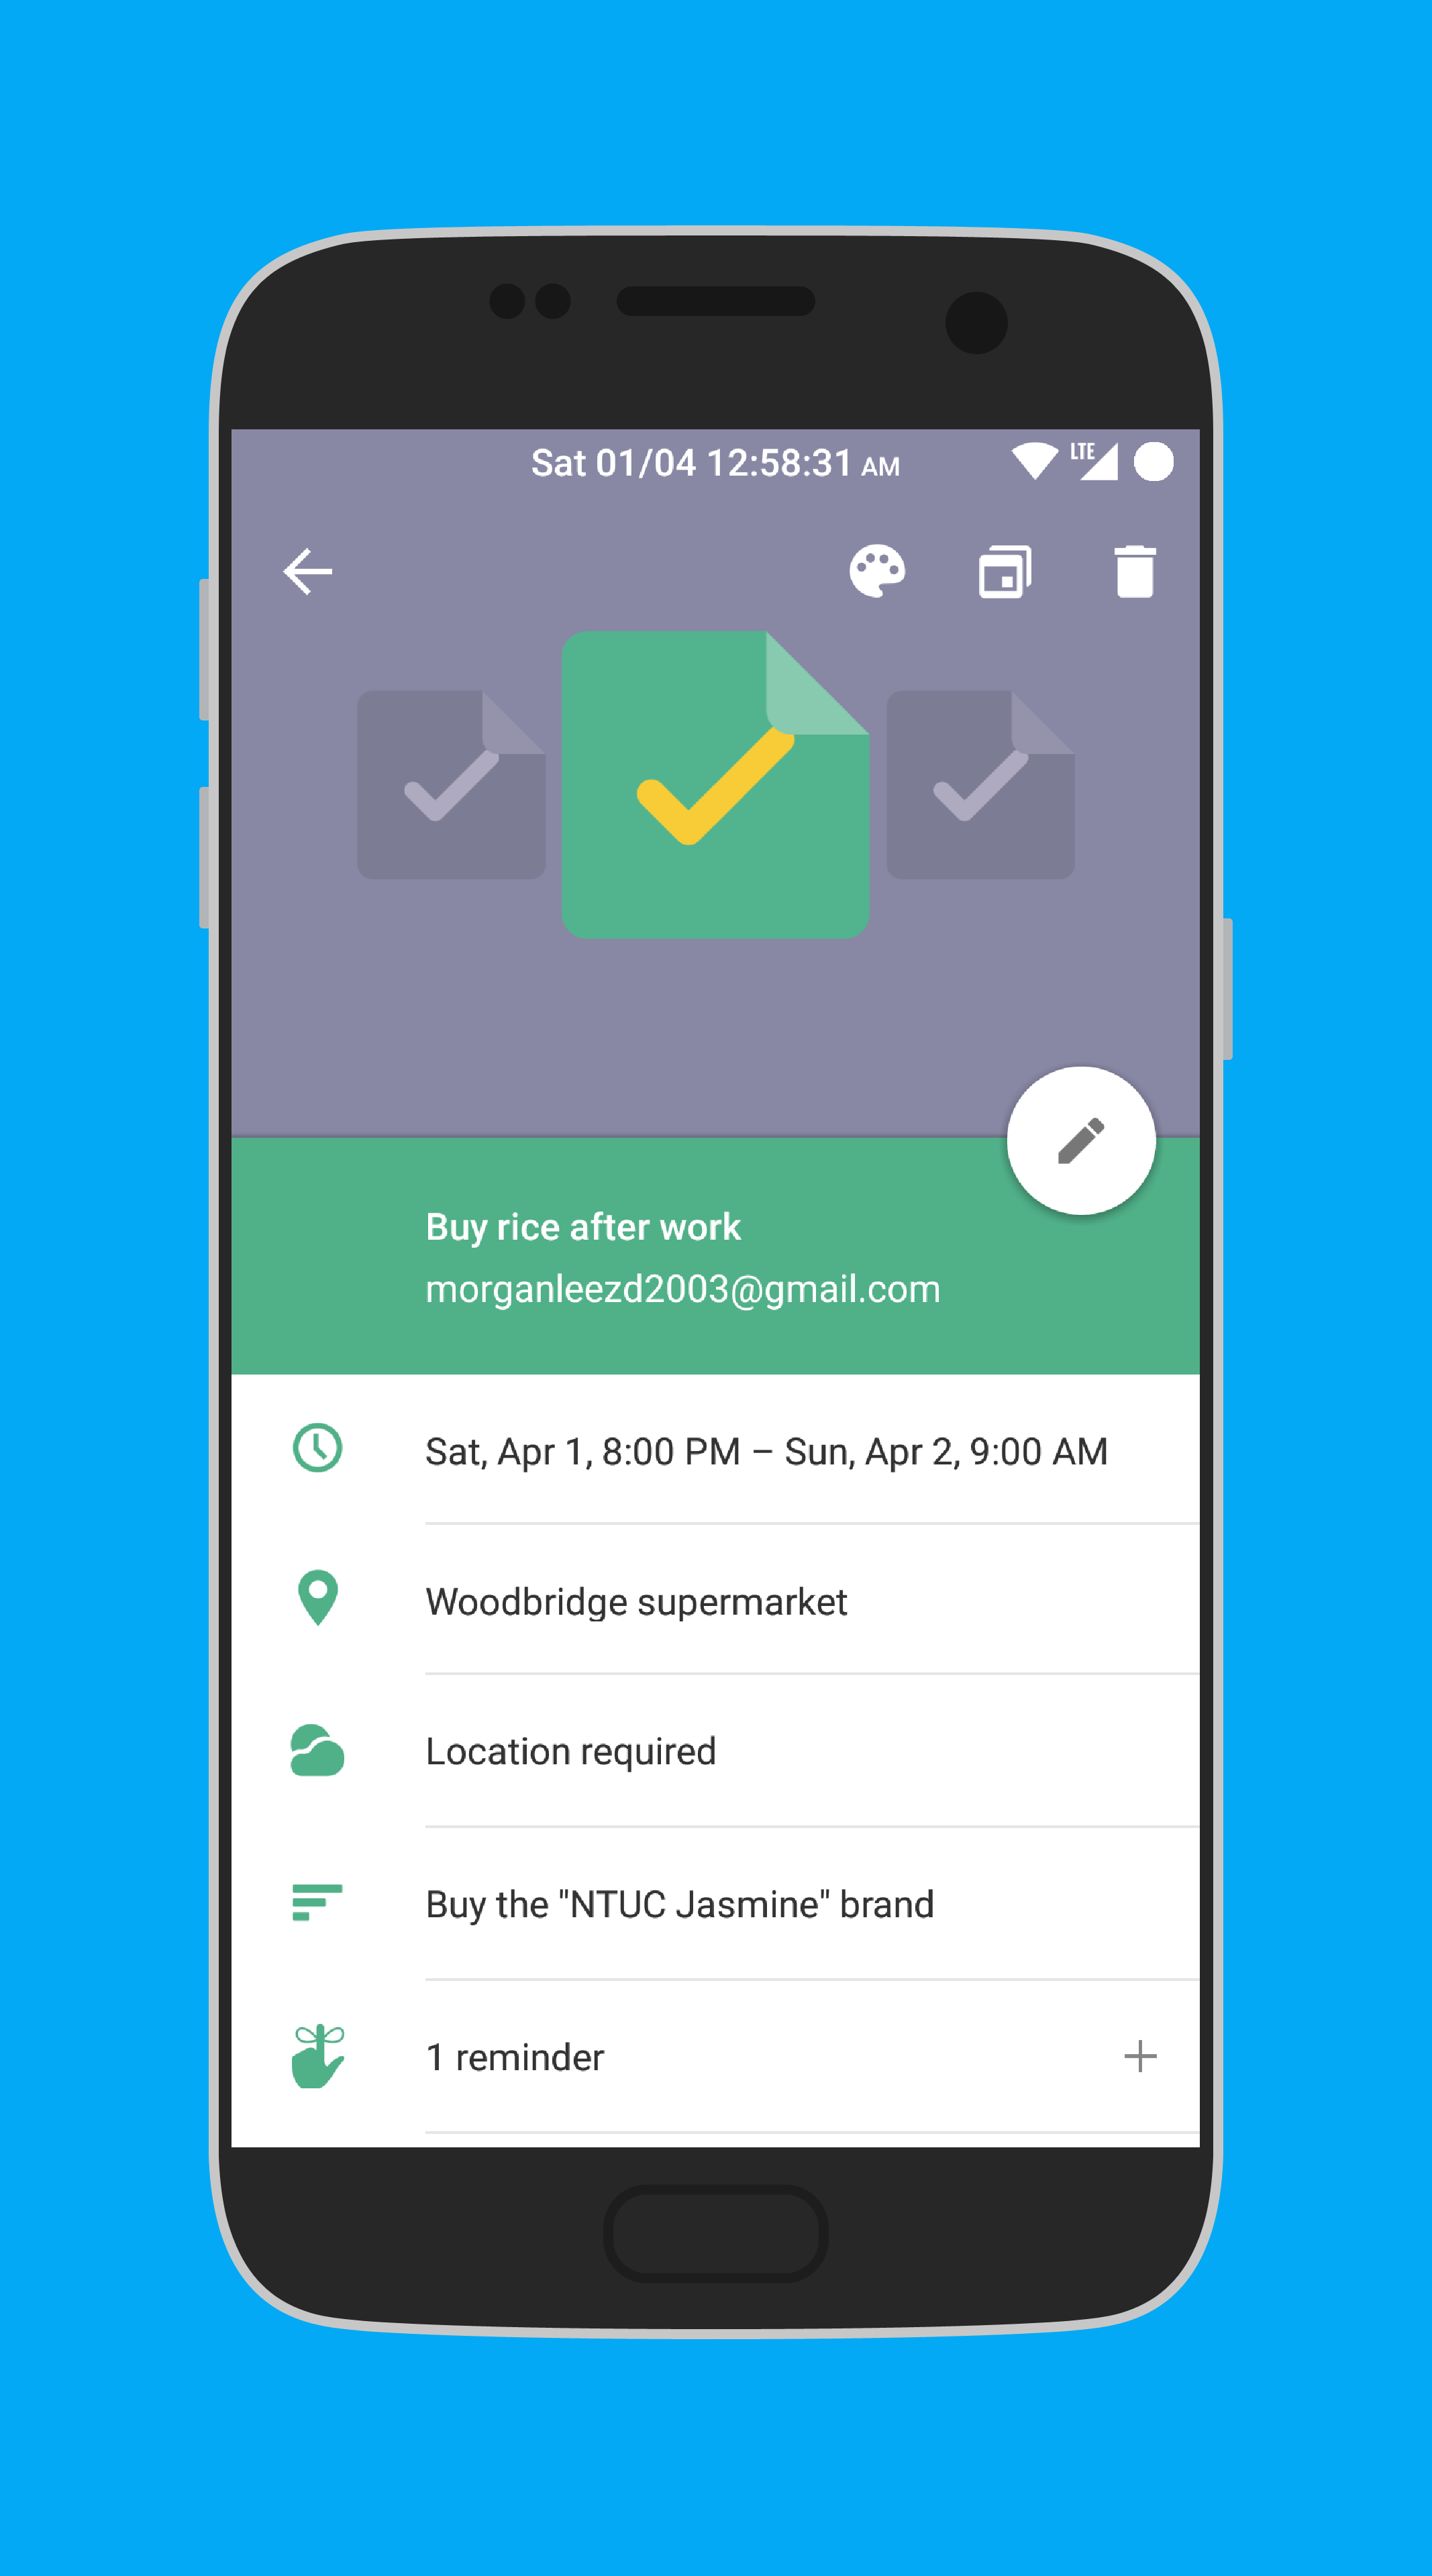 Sat 01/04 12:58:31 AM
LTE
Buy rice after work
morganleezd2003@gmail.com
Sat, Apr 1, 8:00 PM – Sun, Apr 2, 9:00 AM
Woodbridge supermarket
Location required
Buy the "NTUC Jasmine" brand
1 reminder